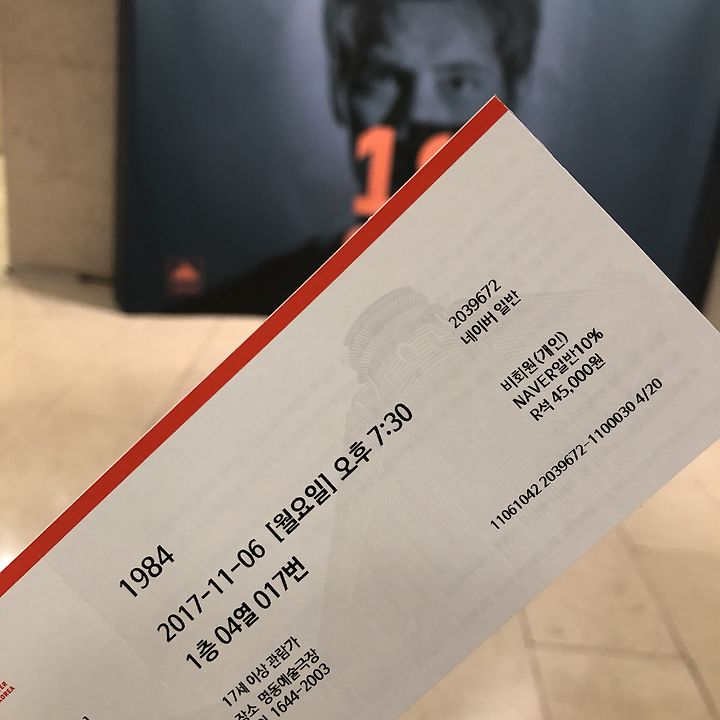 1984
2017-11-06 [월요일] 오후 7:30
1층 04열 017번
17세 이상 관람가
장소 명동예술극장
1644-2003
2039672
네이버 일반
비회원(개인)
NAVER일반10%
R석 45,000원
11061042 2039672-1100030 4/20
KOREA